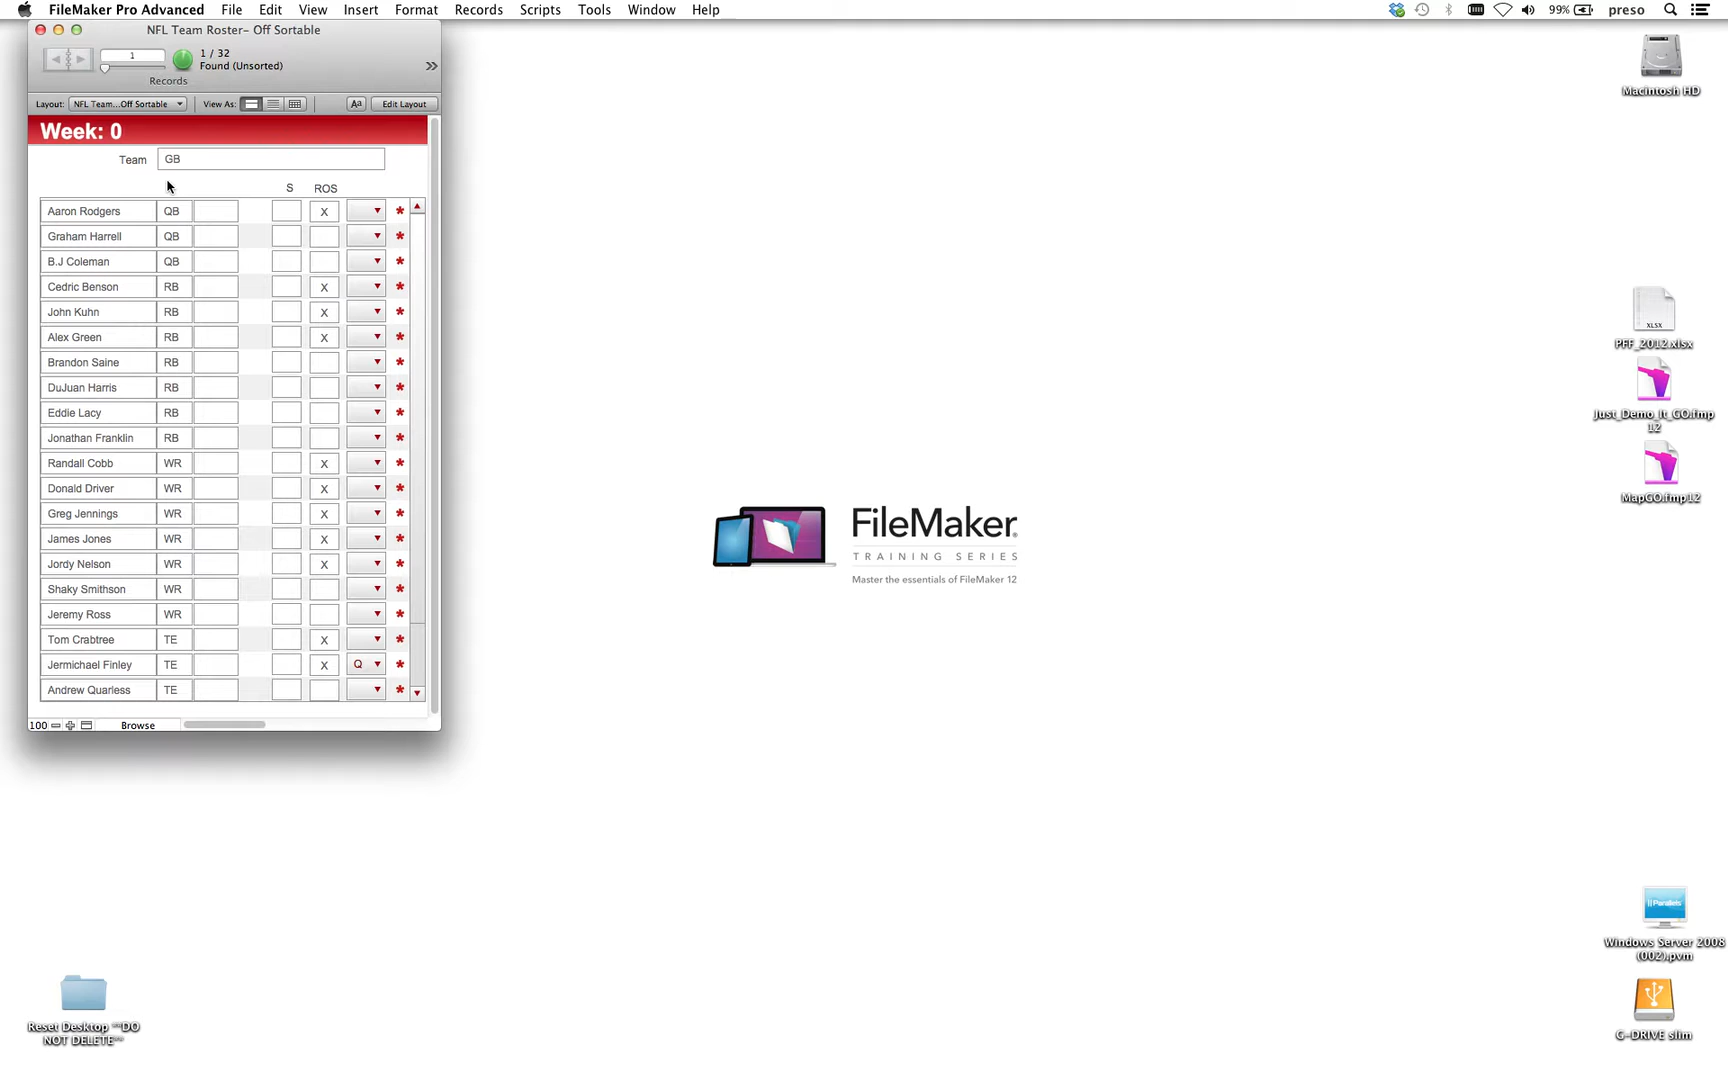 FileMaker Pro Advanced File Edit View Insert Format Records Scripts Tools Window Help 99% preso
NFL Team Roster- Off Sortable
1 1 / 32
Found (Unsorted)
Records
Layout: NFL Team...Off Sortable View As: Aa Edit Layout
Week: 0
Team GB
S ROS
Aaron Rodgers QB X *
Graham Harrell QB *
B.J Coleman QB *
Cedric Benson RB X *
John Kuhn RB X *
Alex Green RB X *
Brandon Saine RB *
DuJuan Harris RB *
Eddie Lacy RB *
Jonathan Franklin RB *
Randall Cobb WR X *
Donald Driver WR X *
Greg Jennings WR X *
James Jones WR X *
Jordy Nelson WR X *
Shaky Smithson WR *
Jeremy Ross WR *
Tom Crabtree TE X *
Jermichael Finley TE X Q *
Andrew Quarless TE *
100 Browse
FileMaker
TRAINING SERIES
Master the essentials of FileMaker 12
Macintosh HD
XLSX
PFF_2012.xlsx
Just_Demo_It_GO.fmp
12
MapGO.fmp12
Parallels
Windows Server 2008
(002).pvm
G-DRIVE slim
Reset Desktop **DO
NOT DELETE**